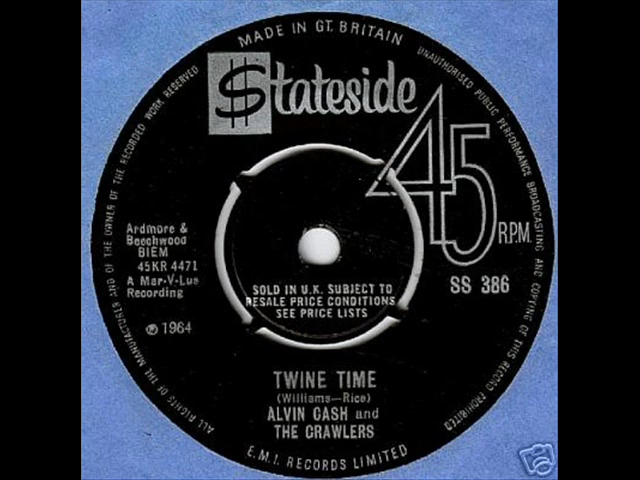 MADE IN GT. BRITAIN
UNAUTHORISED PUBLIC PERFORMANCE BROADCASTING AND COPYING OF THIS RECORD PROHIBITED
ALL RIGHTS OF THE MANUFACTURER AND OF THE OWNER OF THE RECORDED WORK RESERVED
$tateside
45
R.P.M.
Ardmore &
Beechwood
BIEM
45KR 4471
A Mar-V-Lus
Recording
℗ 1964
SS 386
SOLD IN U.K. SUBJECT TO
RESALE PRICE CONDITIONS
SEE PRICE LISTS
TWINE TIME
(Williams—Rice)
ALVIN CASH and
THE CRAWLERS
E.M.I. RECORDS LIMITED